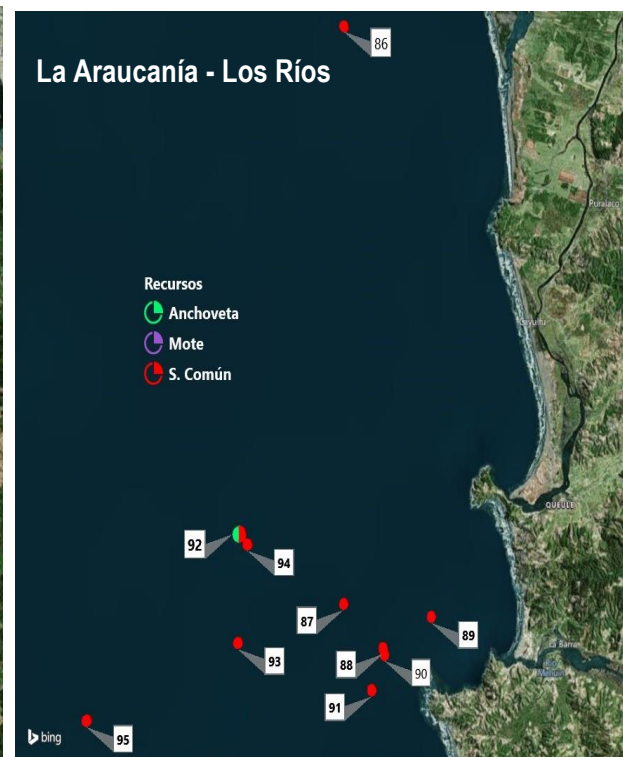 86
La Araucanía - Los Ríos
Puralaco
Recursos
Anchoveta
Mote
S. Común
QUEULE
92
94
87
89
La Barra
93
88
90
Río
91
95
bing